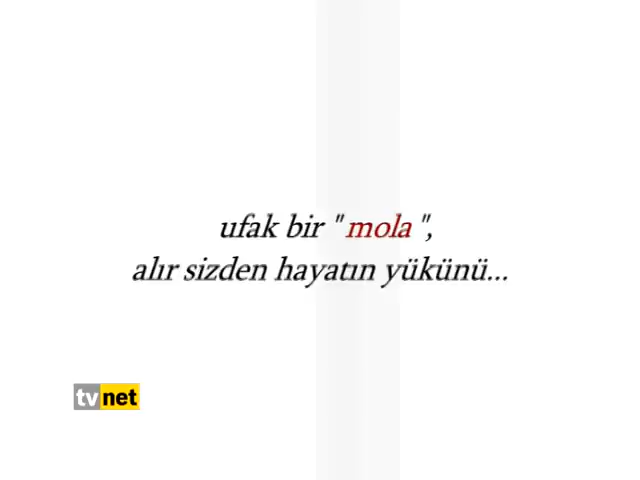 ufak bir "mola",
alır sizden hayatın yükünü...
tvnet